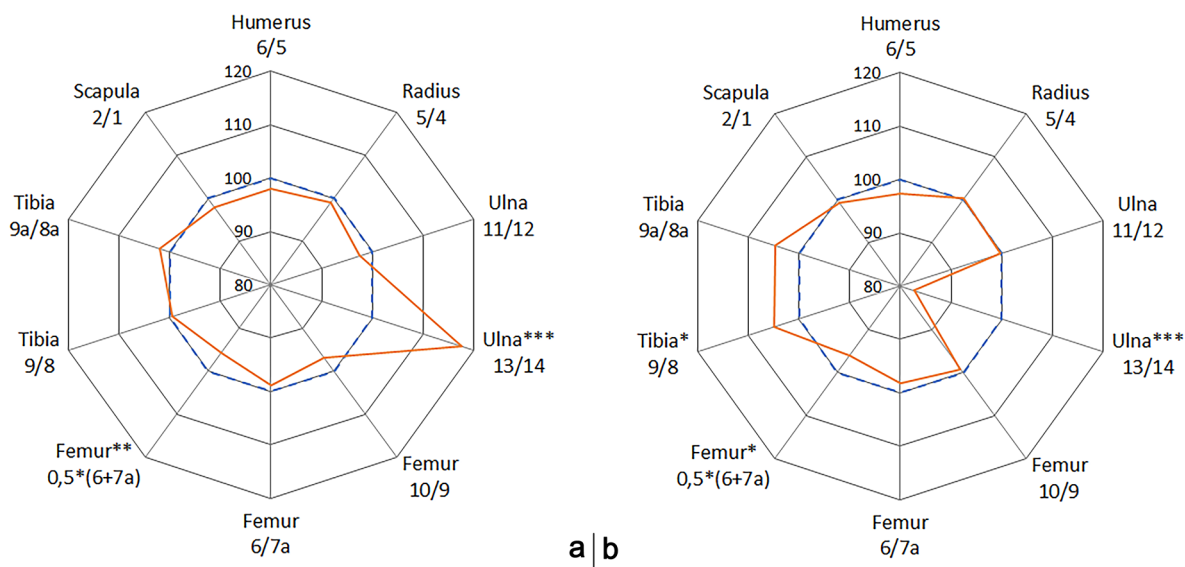 Humerus
6/5
120
110
100
90
80
Radius
5/4
Ulna
11/12
Ulna***
13/14
Femur
10/9
Femur
6/7a
Femur**
0,5*(6+7a)
Tibia
9/8
Tibia
9a/8a
Scapula
2/1
a|b
Humerus
6/5
120
110
100
90
80
Radius
5/4
Ulna
11/12
Ulna***
13/14
Femur
10/9
Femur
6/7a
Femur*
0,5*(6+7a)
Tibia*
9/8
Tibia
9a/8a
Scapula
2/1